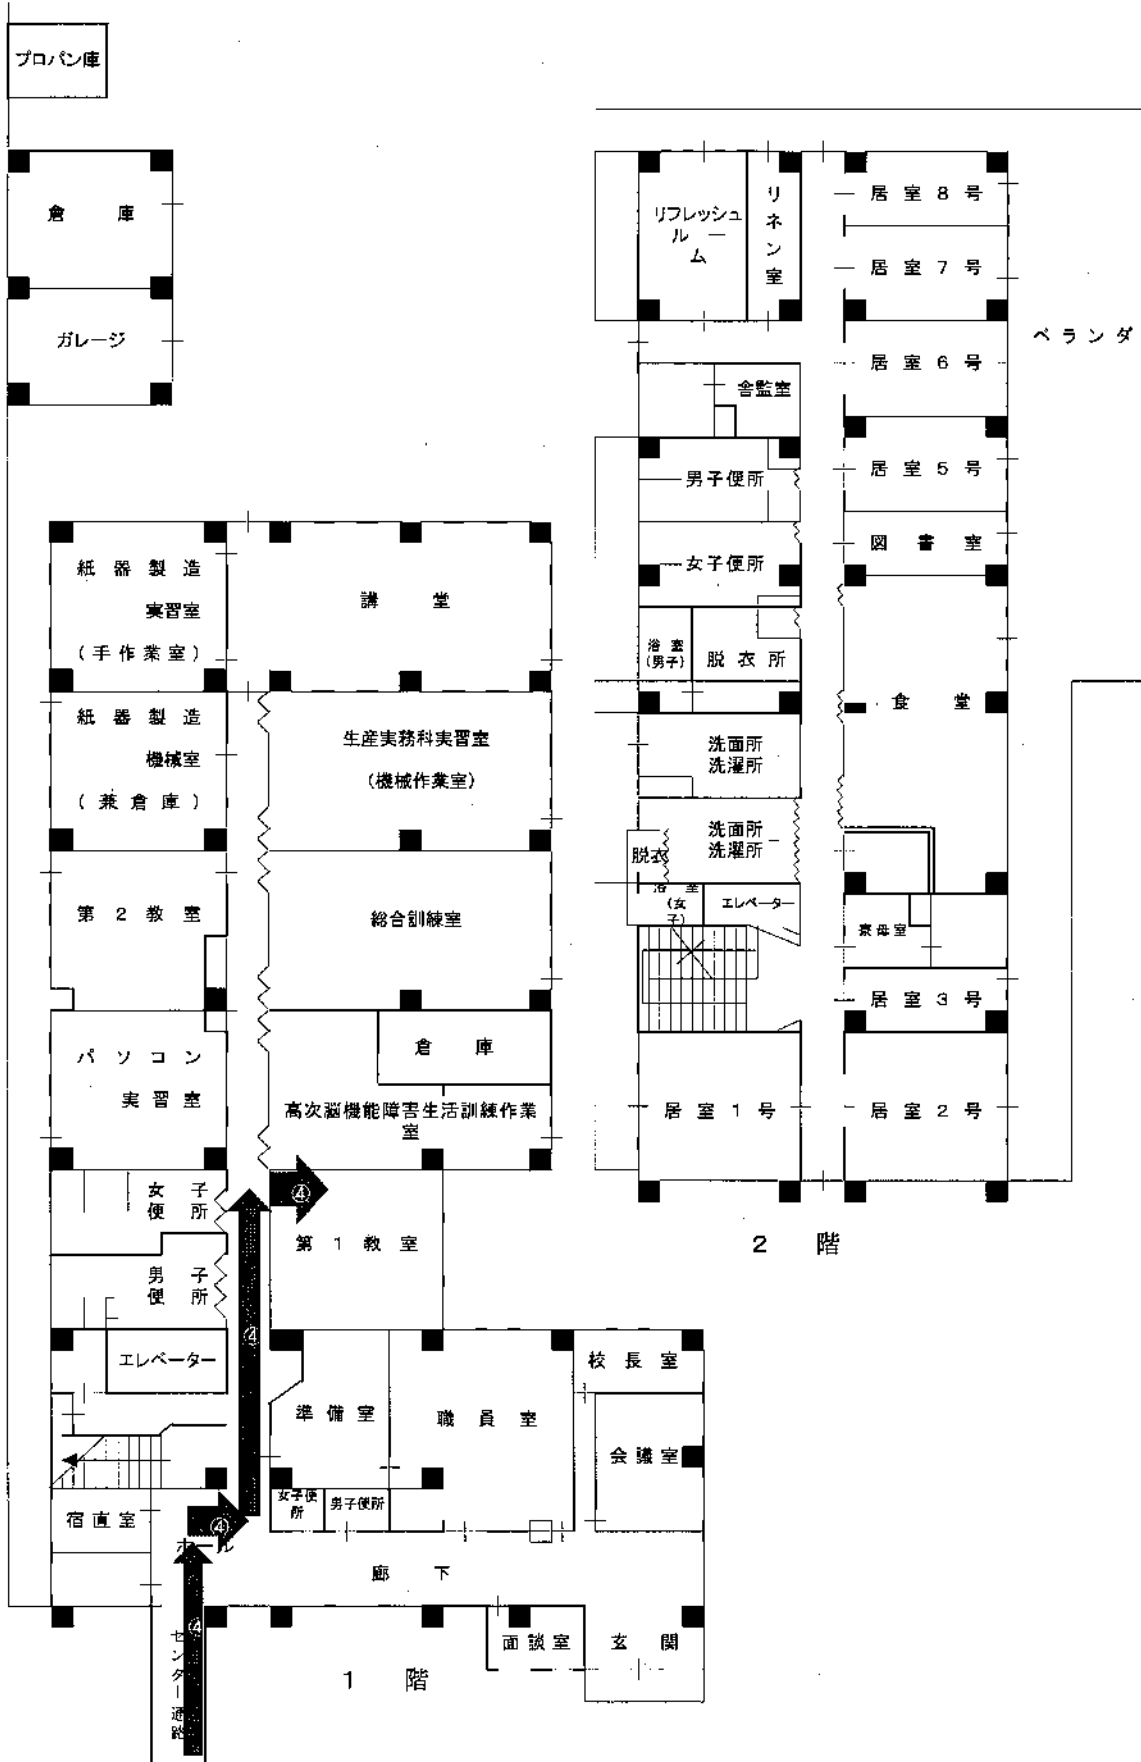 プロパン庫
倉 庫
ガレージ
紙 器 製 造
実習室
(手作業室)
講 堂
紙 器 製 造
機械室
(兼倉庫)
生産実務科実習室
(機械作業室)
第 2 教 室
総合訓練室
パ ソ コ ン
実 習 室
倉 庫
高次脳機能障害生活訓練作業
室
女 子
便 所
④
第 1 教 室
男 子
便 所
④
エレベーター
準 備 室
職 員 室
校 長 室
会 議 室
宿 直 室
④
女子便
所
男子便所
ホール
廊 下
④
センター通路
面 談 室
玄 関
1 階
リフレッシュ
ルー
ム
リネン室
居 室 8 号
居 室 7 号
ベ ラ ン ダ
居 室 6 号
舎監室
男子便所
居 室 5 号
女子便所
図 書 室
浴 室
(男子)
脱 衣 所
食 堂
洗面所
洗濯所
洗面所
洗濯所
脱衣
浴 室
(女
子)
エレベーター
寮母室
居 室 3 号
居 室 1 号
居 室 2 号
2 階